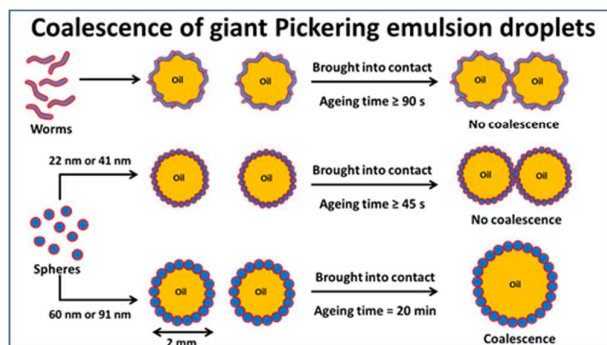 Coalescence of giant Pickering emulsion droplets
Worms
Oil
Oil
Brought into contact
Ageing time ≥ 90 s
Oil
Oil
No coalescence
22 nm or 41 nm
Oil
Oil
Brought into contact
Ageing time ≥ 45 s
Oil
Oil
No coalescence
Spheres
60 nm or 91 nm
Oil
Oil
2 mm
Brought into contact
Ageing time = 20 min
Oil
Coalescence